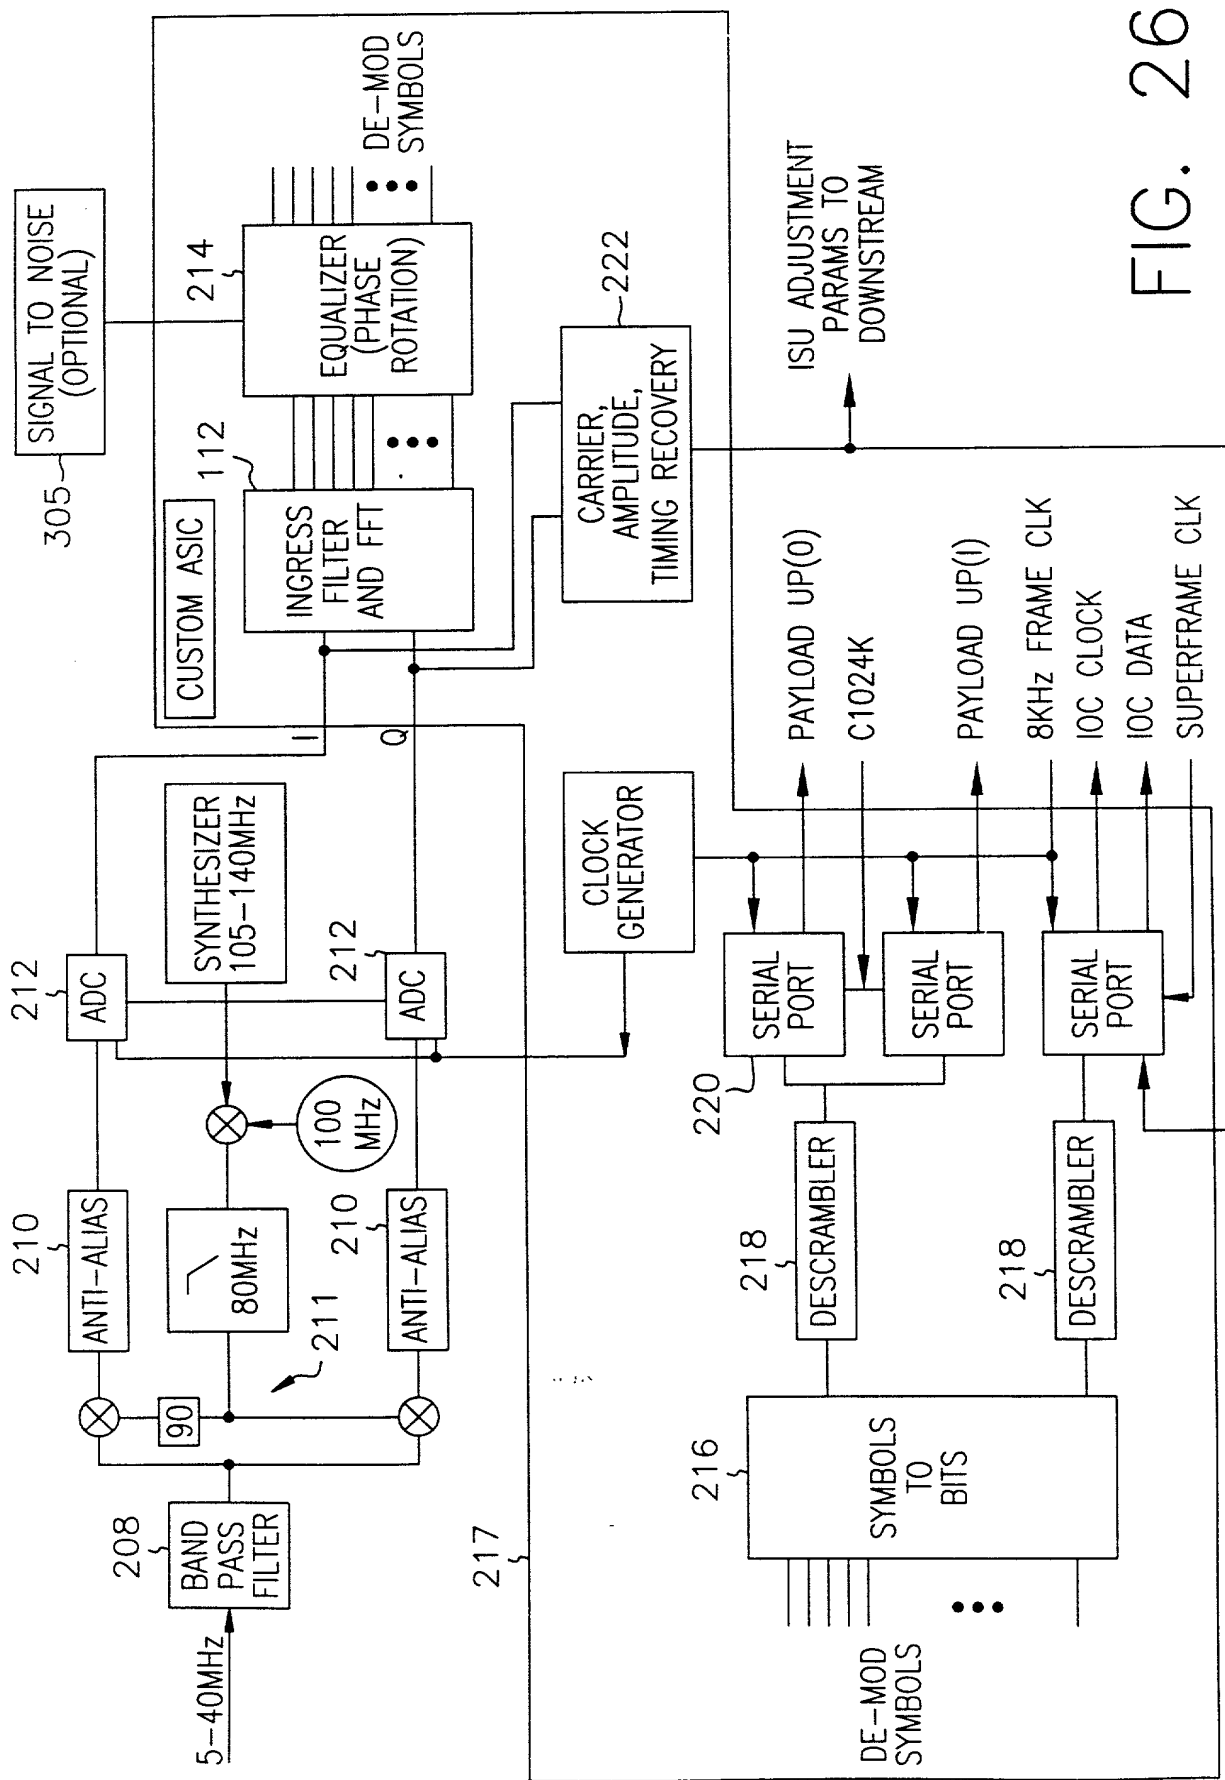 5-40MHz
208
BAND
PASS
FILTER
90
211
210
ANTI-ALIAS
80MHz
210
ANTI-ALIAS
100
MHz
212
ADC
212
ADC
SYNTHESIZER
105-140MHz
I
Q
CUSTOM ASIC
305
SIGNAL TO NOISE
(OPTIONAL)
112
INGRESS
FILTER
AND FFT
214
EQUALIZER
(PHASE
ROTATION)
DE-MOD
SYMBOLS
222
CARRIER,
AMPLITUDE,
TIMING RECOVERY
ISU ADJUSTMENT
PARAMS TO
DOWNSTREAM
217
CLOCK
GENERATOR
DE-MOD
SYMBOLS
216
SYMBOLS
TO
BITS
218
DESCRAMBLER
218
DESCRAMBLER
220
SERIAL
PORT
SERIAL
PORT
SERIAL
PORT
PAYLOAD UP(0)
C1024K
PAYLOAD UP(1)
8KHz FRAME CLK
IOC CLOCK
IOC DATA
SUPERFRAME CLK
FIG. 26